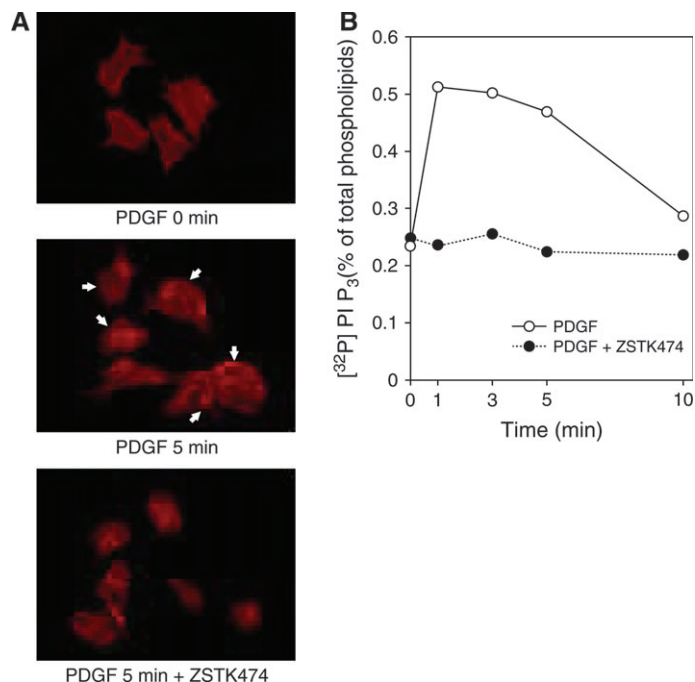 A
PDGF 0 min
PDGF 5 min
PDGF 5 min + ZSTK474
B
[³²P] PI P₃(% of total phospholipids)
0.6
0.5
0.4
0.3
0.2
0.1
0
PDGF
PDGF + ZSTK474
0 1 3 5 10
Time (min)